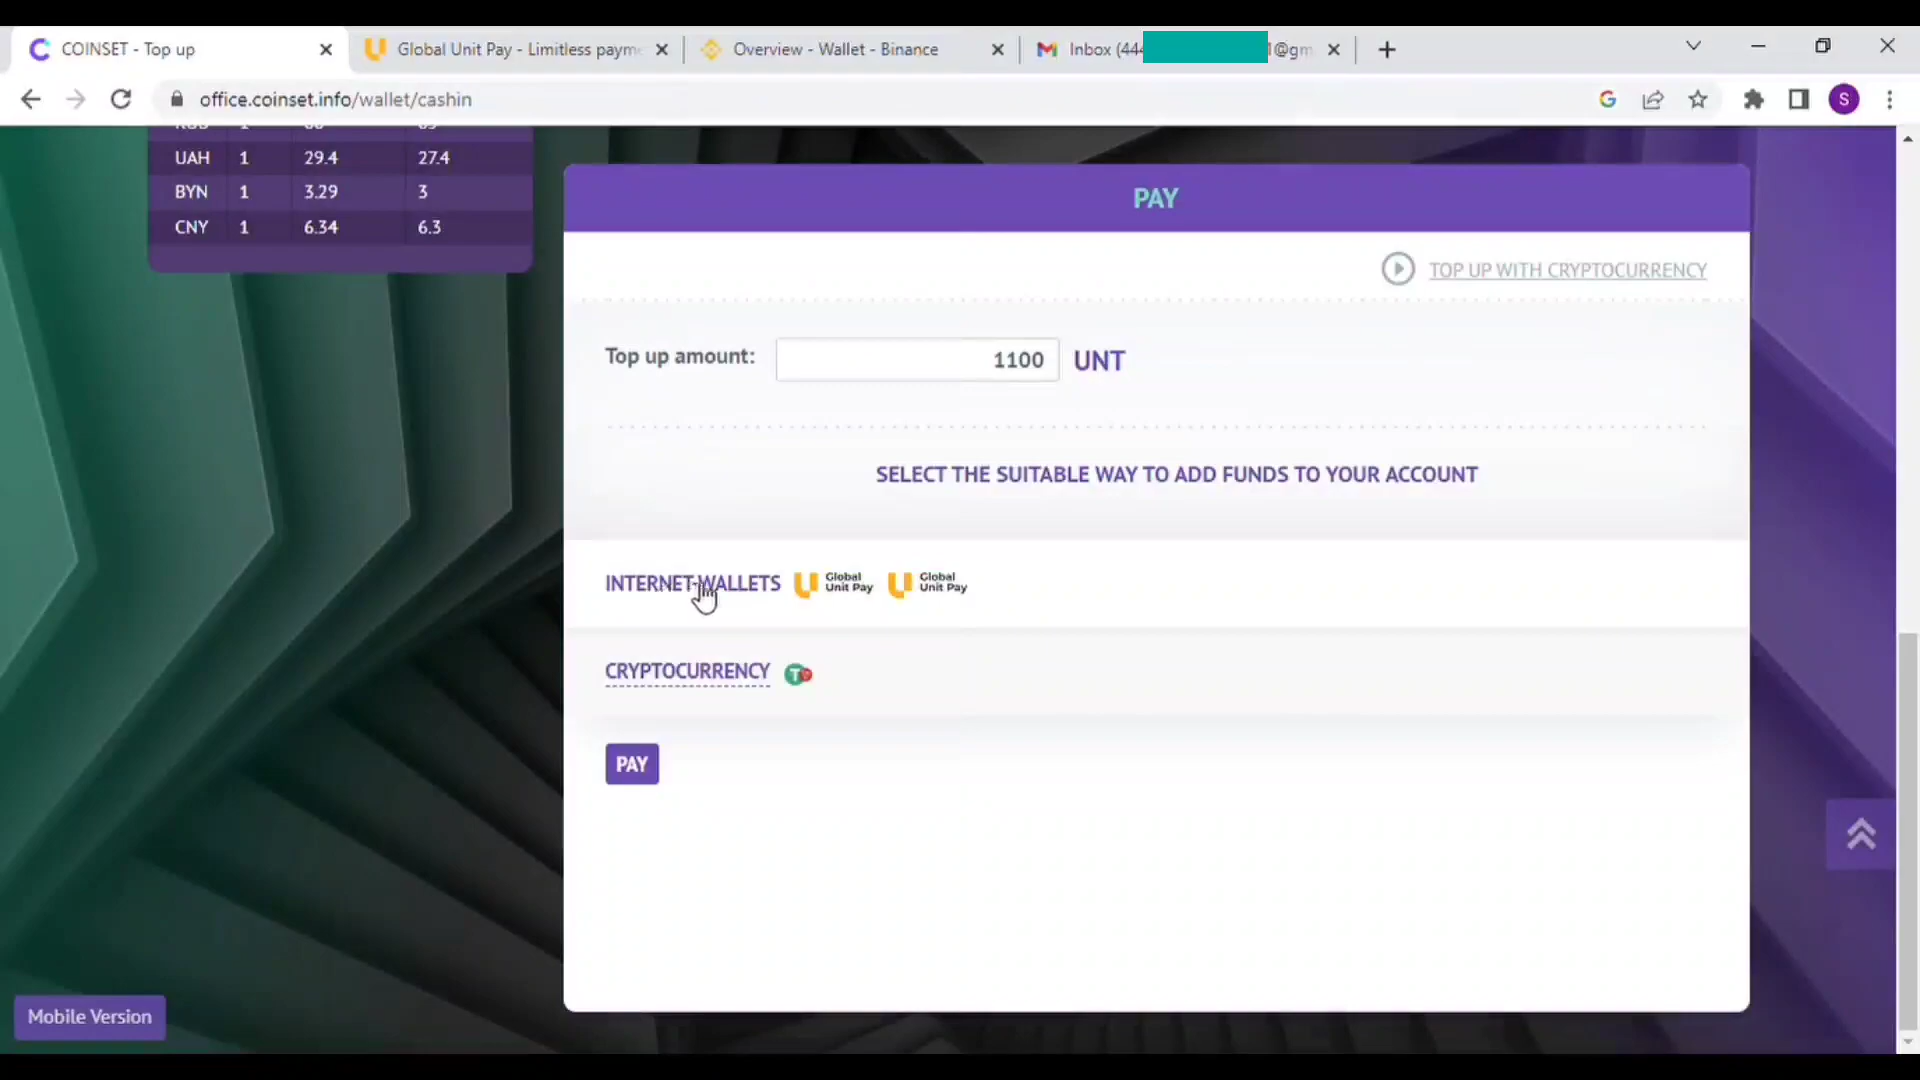 COINSET - Top up
Global Unit Pay - Limitless payme
Overview - Wallet - Binance
Inbox (444
@gm
office.coinset.info/wallet/cashin
S
UAH 1 29.4 27.4
BYN 1 3.29 3
CNY 1 6.34 6.3
PAY
TOP UP WITH CRYPTOCURRENCY
Top up amount: 1100 UNT
SELECT THE SUITABLE WAY TO ADD FUNDS TO YOUR ACCOUNT
INTERNET WALLETS
Global
Unit Pay
Global
Unit Pay
CRYPTOCURRENCY
PAY
Mobile Version